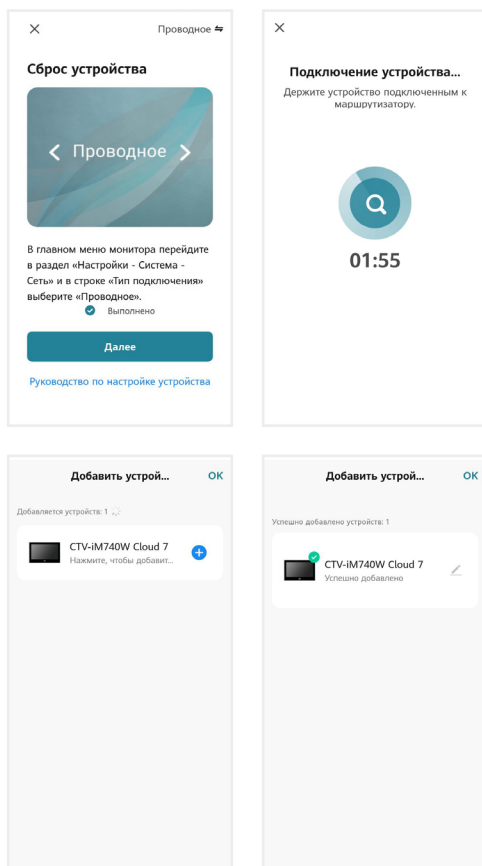 Проводное
Сброс устройства
Проводное
В главном меню монитора перейдите
в раздел «Настройки - Система -
Сеть» и в строке «Тип подключения»
выберите «Проводное».
Выполнено
Далее
Руководство по настройке устройства
Подключение устройства...
Держите устройство подключенным к
маршрутизатору.
01:55
Добавить устрой... OK
Добавляется устройств: 1
CTV-iM740W Cloud 7
Нажмите, чтобы добавит...
Добавить устрой... OK
Успешно добавлено устройств: 1
CTV-iM740W Cloud 7
Успешно добавлено